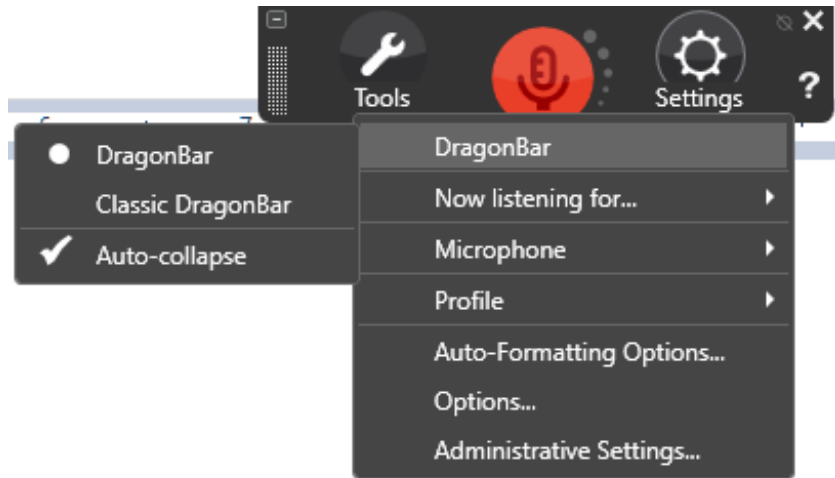 Tools
Settings
?
DragonBar
Classic DragonBar
Auto-collapse
DragonBar
Now listening for...
Microphone
Profile
Auto-Formatting Options...
Options...
Administrative Settings...